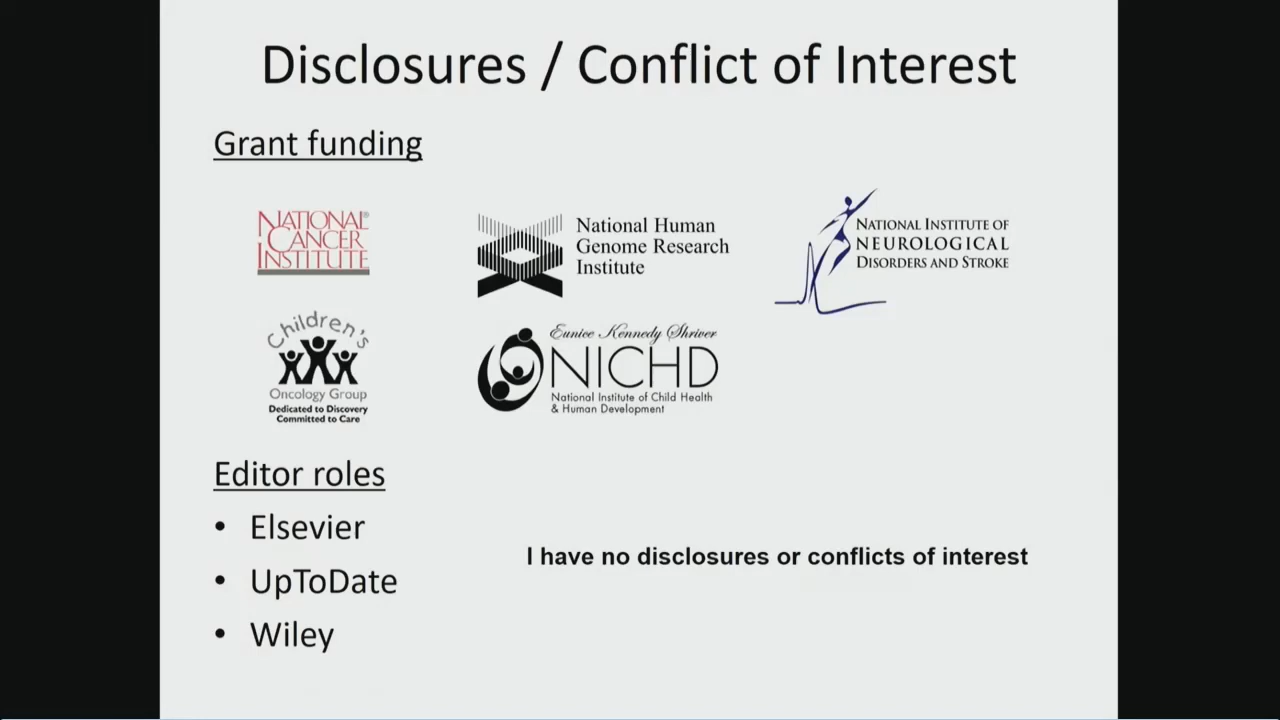 Disclosures / Conflict of Interest
Grant funding
NATIONAL®
CANCER
INSTITUTE
National Human
Genome Research
Institute
NATIONAL INSTITUTE OF
NEUROLOGICAL
DISORDERS AND STROKE
Children's
Oncology Group
Dedicated to Discovery
Committed to Care
Eunice Kennedy Shriver
NICHD
National Institute of Child Health
& Human Development
Editor roles
• Elsevier
• UpToDate
• Wiley
I have no disclosures or conflicts of interest